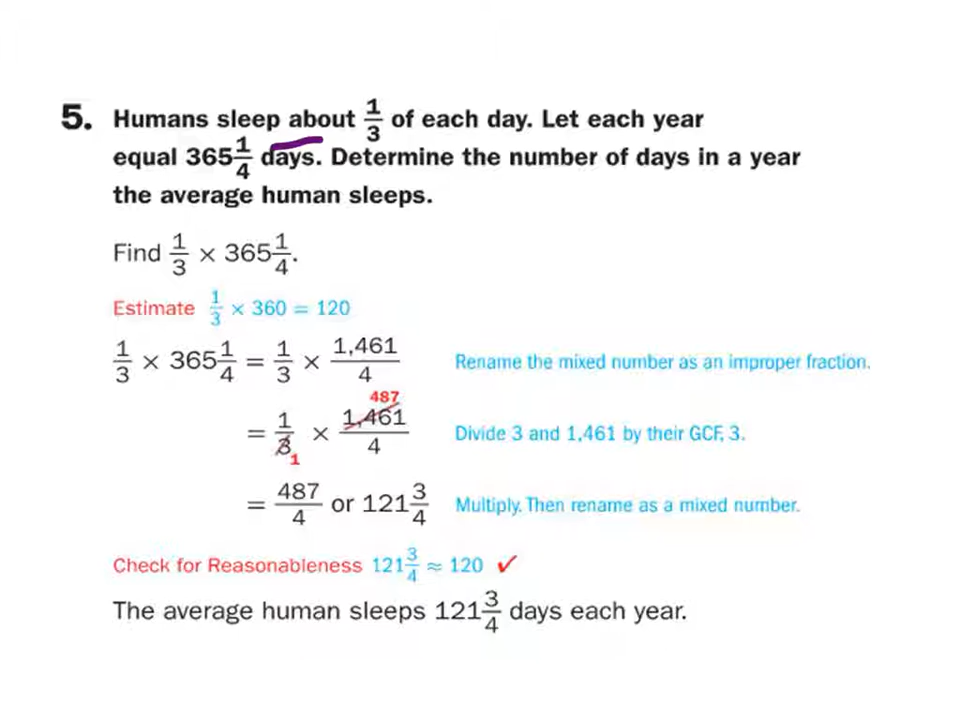 5. Humans sleep about 1/3 of each day. Let each year
equal 365 1/4 days. Determine the number of days in a year
the average human sleeps.
Find 1/3 × 365 1/4.
Estimate 1/3 × 360 = 120
1/3 × 365 1/4 = 1/3 × 1,461/4 Rename the mixed number as an improper fraction.
487
= 1/3 × 1,461/4 Divide 3 and 1,461 by their GCF, 3.
1
= 487/4 or 121 3/4 Multiply. Then rename as a mixed number.
Check for Reasonableness 121 3/4 ≈ 120 ✓
The average human sleeps 121 3/4 days each year.